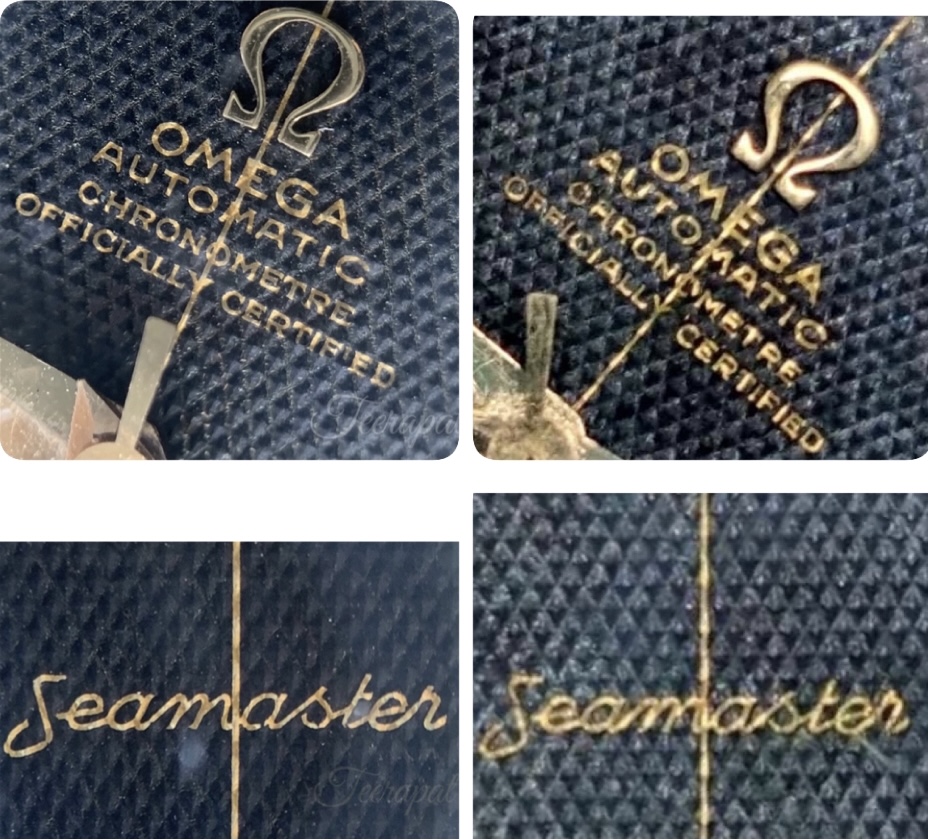 Ω
OMEGA
AUTOMATIC
CHRONOMETRE
OFFICIALLY CERTIFIED
Ω
OMEGA
AUTOMATIC
CHRONOMETRE
OFFICIALLY CERTIFIED
Seamaster
Seamaster